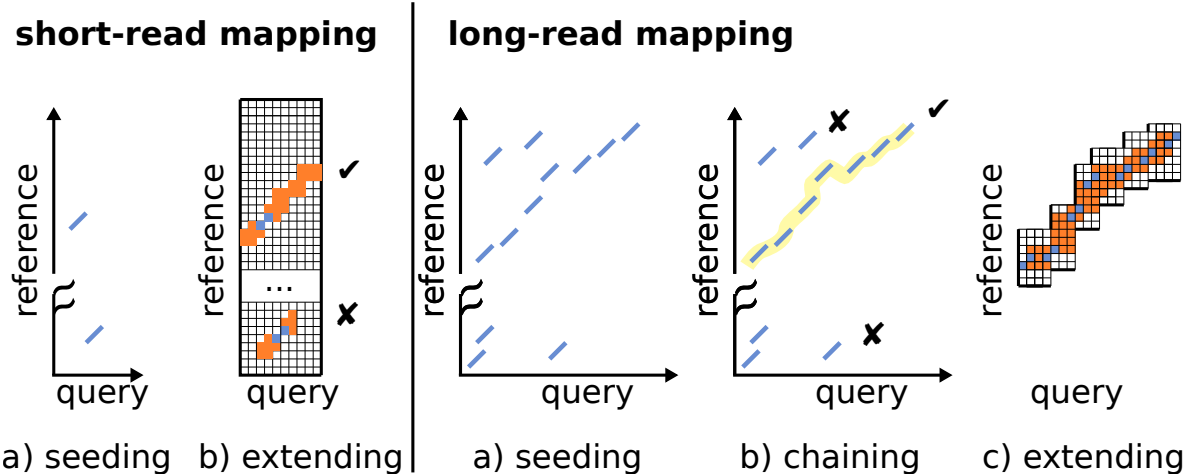 short-read mapping
long-read mapping
reference
query
a) seeding
reference
...
query
b) extending
reference
query
a) seeding
reference
query
b) chaining
reference
query
c) extending